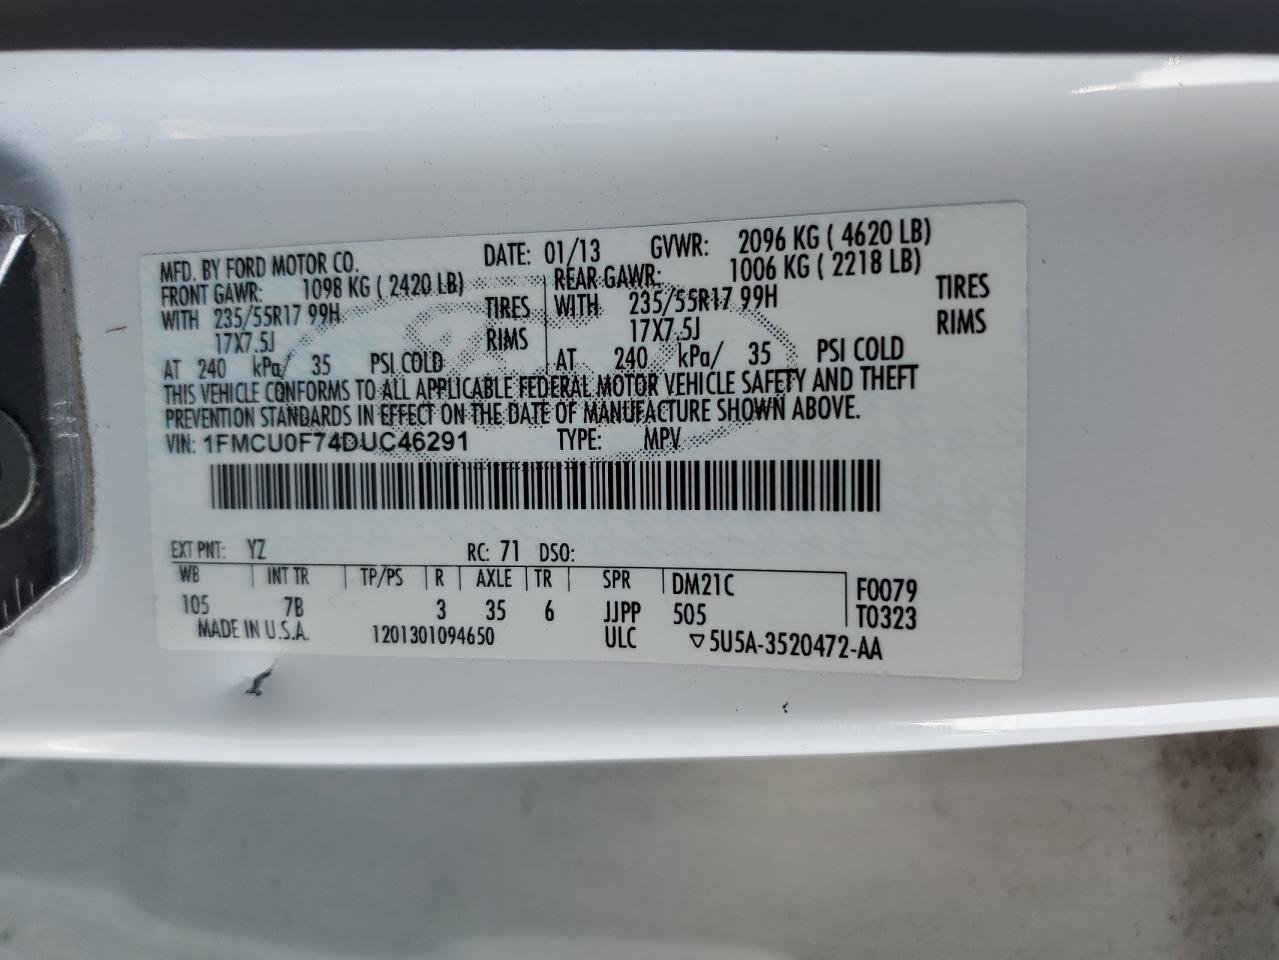 MFD. BY FORD MOTOR CO. DATE: 01/13 GVWR: 2096 KG ( 4620 LB)
FRONT GAWR: 1098 KG ( 2420 LB) REAR GAWR: 1006 KG ( 2218 LB)
WITH 235/55R17 99H TIRES WITH 235/55R17 99H TIRES
17X7.5J RIMS 17X7.5J RIMS
AT 240 kPa/ 35 PSI COLD AT 240 kPa/ 35 PSI COLD
THIS VEHICLE CONFORMS TO ALL APPLICABLE FEDERAL MOTOR VEHICLE SAFETY AND THEFT
PREVENTION STANDARDS IN EFFECT ON THE DATE OF MANUFACTURE SHOWN ABOVE.
VIN: 1FMCU0F74DUC46291 TYPE: MPV
EXT PNT: YZ RC: 71 DSO:
WB INT TR TP/PS R AXLE TR SPR DM21C F0079
105 7B 3 35 6 JJPP 505 T0323
MADE IN U.S.A. 1201301094650 ULC ▽5U5A-3520472-AA